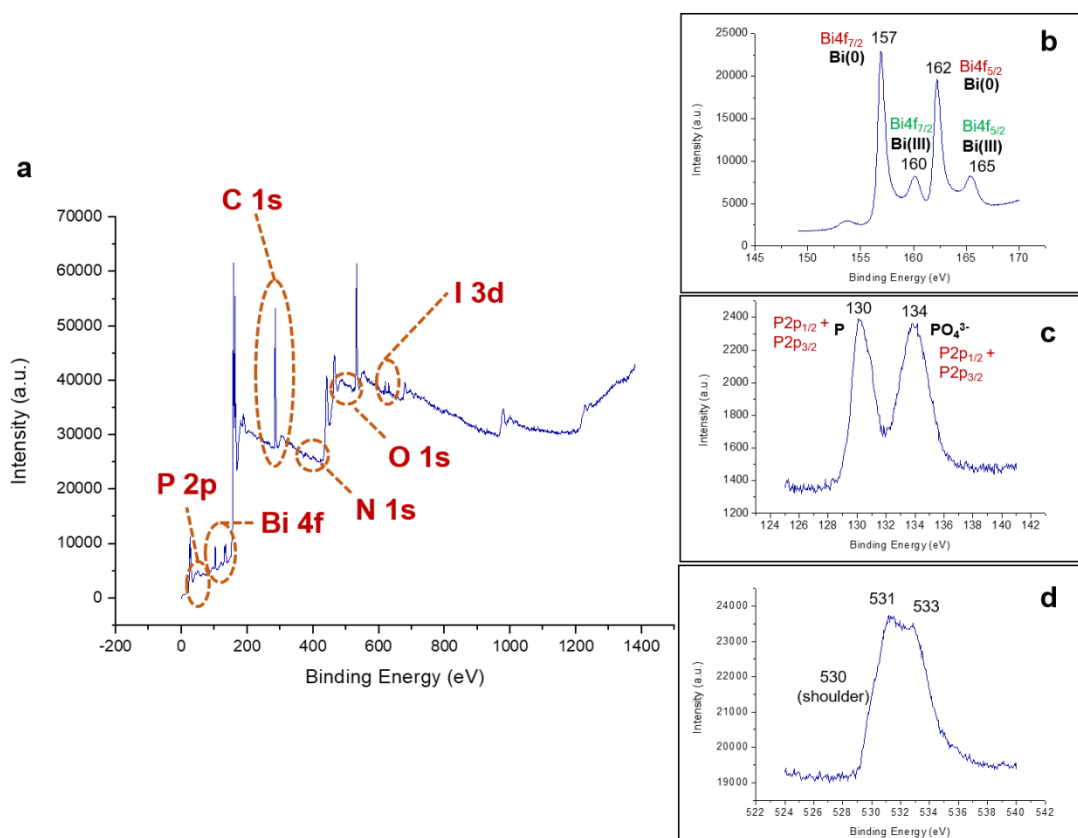 a
C 1s
I 3d
O 1s
N 1s
P 2p
Bi 4f
70000
60000
50000
40000
30000
20000
10000
0
Intensity (a.u.)
-200 0 200 400 600 800 1000 1200 1400
Binding Energy (eV)
b
Bi4f7/2
Bi(0)
157
162
Bi4f5/2
Bi(0)
Bi4f7/2
Bi(III)
160
Bi4f5/2
Bi(III)
165
25000
20000
15000
10000
5000
0
Intensity (a.u.)
145 150 155 160 165 170
Binding Energy (eV)
c
P2p1/2 +
P2p3/2
P
130
134
PO₄³⁻
P2p1/2 +
P2p3/2
2400
2200
2000
1800
1600
1400
1200
Intensity (a.u.)
124 126 128 130 132 134 136 138 140 142
Binding Energy (eV)
d
531
533
530
(shoulder)
24000
23000
22000
21000
20000
19000
Intensity (a.u.)
522 524 526 528 530 532 534 536 538 540 542
Binding Energy (eV)